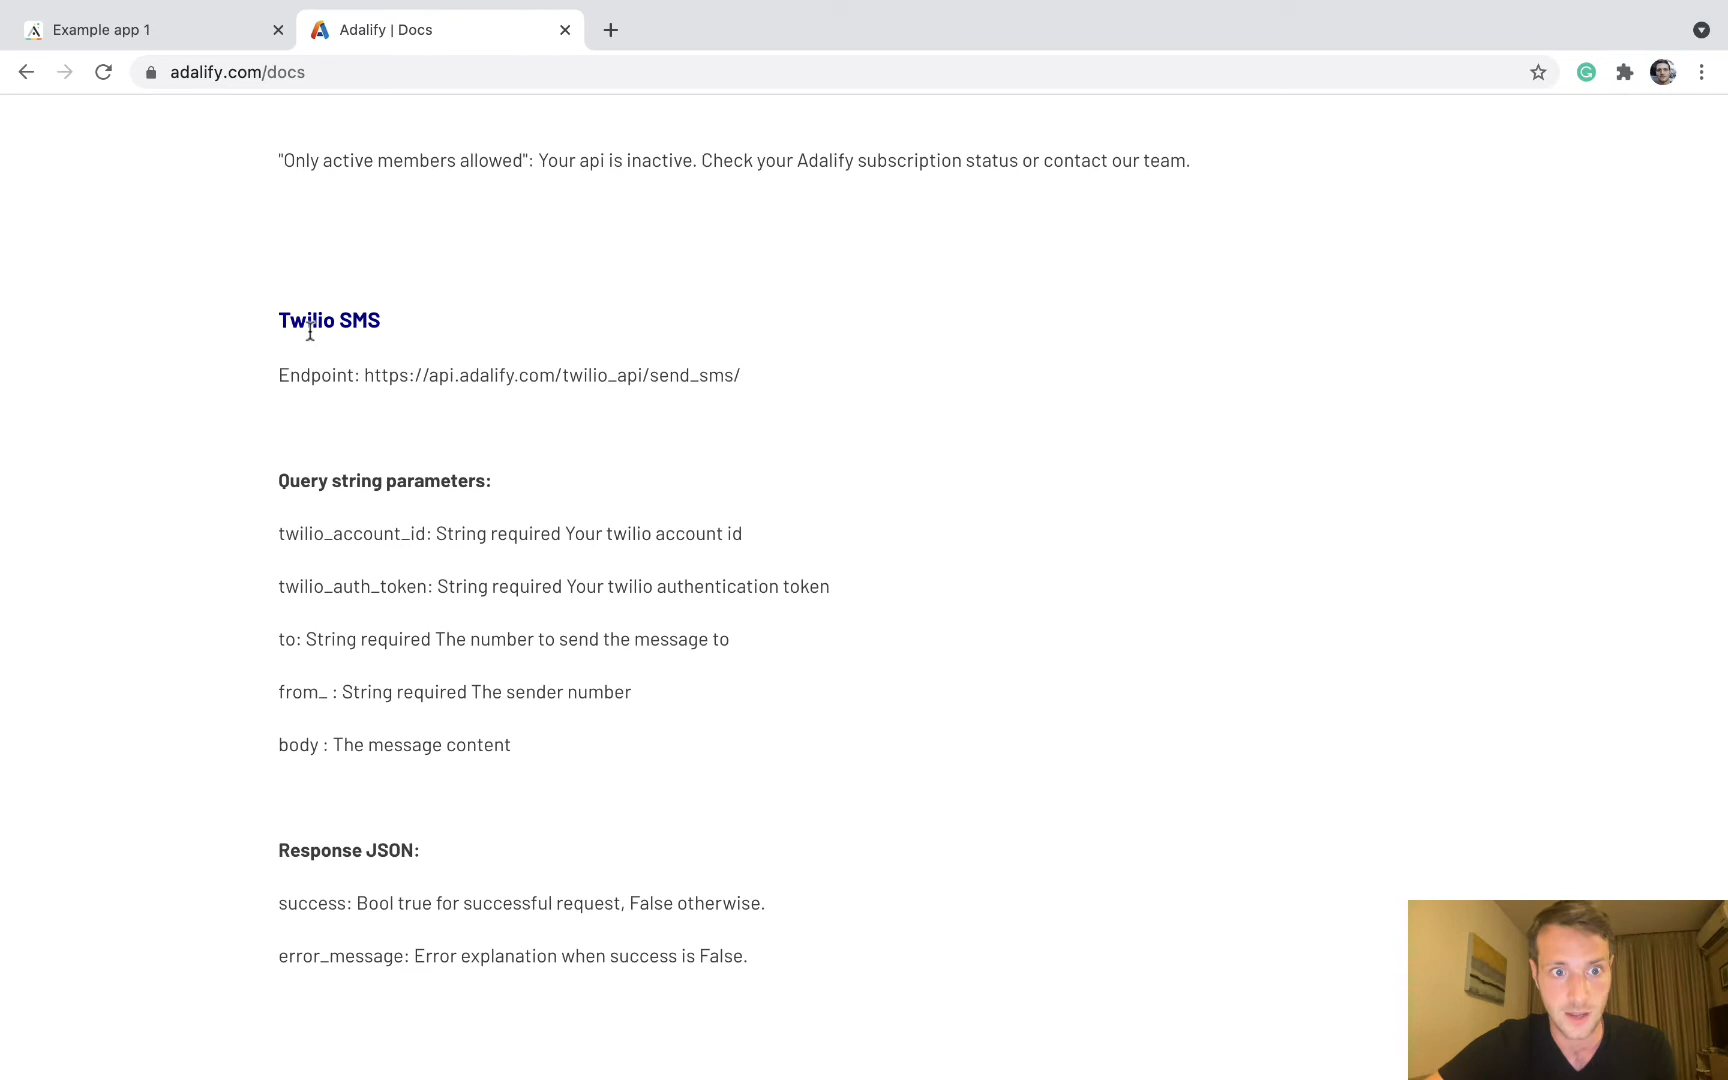 Example app 1
Adalify | Docs
adalify.com/docs
"Only active members allowed": Your api is inactive. Check your Adalify subscription status or contact our team.
Twilio SMS
Endpoint: https://api.adalify.com/twilio_api/send_sms/
Query string parameters:
twilio_account_id: String required Your twilio account id
twilio_auth_token: String required Your twilio authentication token
to: String required The number to send the message to
from_ : String required The sender number
body : The message content
Response JSON:
success: Bool true for successful request, False otherwise.
error_message: Error explanation when success is False.